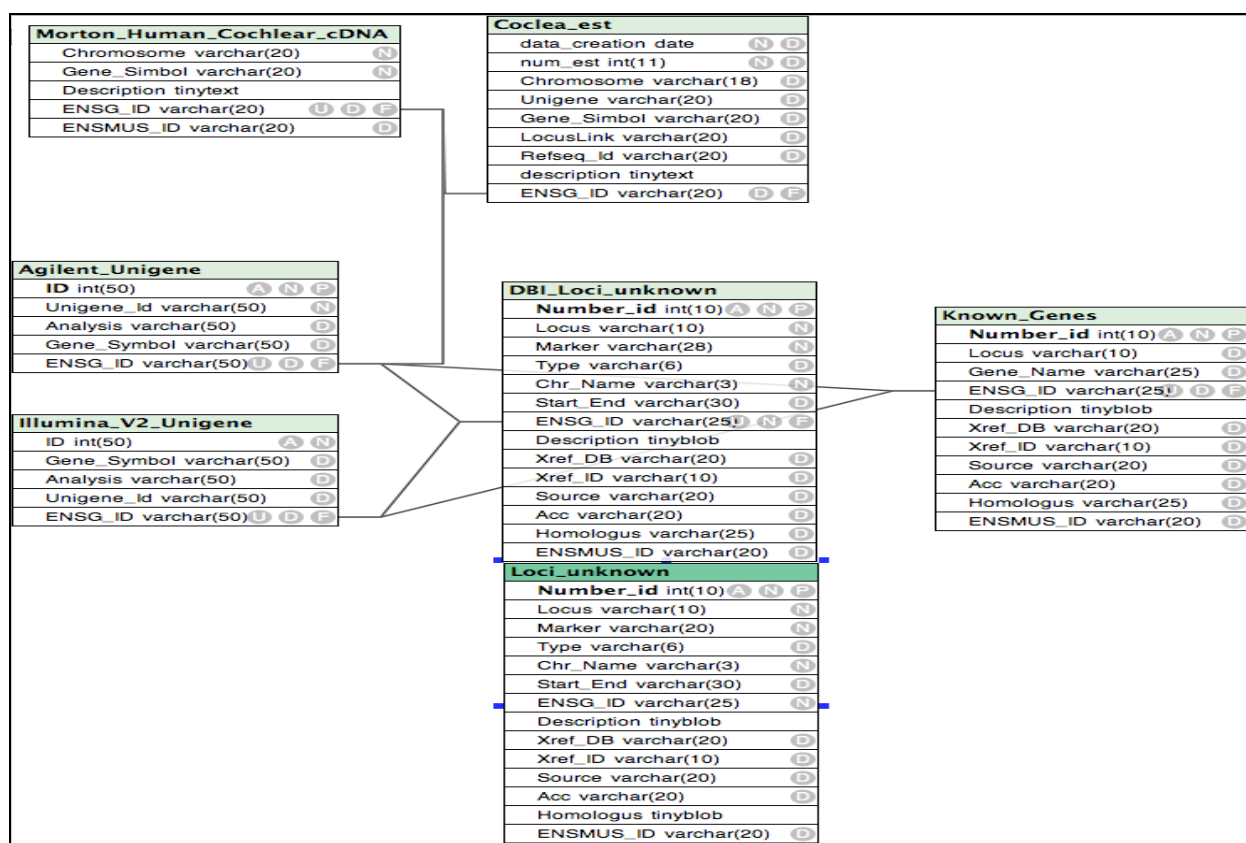 Morton_Human_Cochlear_cDNA
Chromosome varchar(20) N
Gene_Simbol varchar(20) N
Description tinytext
ENSG_ID varchar(20) U D F
ENSMUS_ID varchar(20) D
Coclea_est
data_creation date N D
num_est int(11) N D
Chromosome varchar(18) D
Unigene varchar(20) D
Gene_Simbol varchar(20) D
LocusLink varchar(20) D
Refseq_Id varchar(20) D
description tinytext
ENSG_ID varchar(20) D F
Agilent_Unigene
ID int(50) A N P
Unigene_Id varchar(50) N
Analysis varchar(50) D
Gene_Symbol varchar(50) D
ENSG_ID varchar(50) U D F
Illumina_V2_Unigene
ID int(50) A N
Gene_Symbol varchar(50) D
Analysis varchar(50) D
Unigene_Id varchar(50) D
ENSG_ID varchar(50) U D F
DBI_Loci_unknown
Number_id int(10) A N P
Locus varchar(10) N
Marker varchar(28) N
Type varchar(6) D
Chr_Name varchar(3) N
Start_End varchar(30) D
ENSG_ID varchar(25) U N F
Description tinyblob
Xref_DB varchar(20) D
Xref_ID varchar(10) D
Source varchar(20) D
Acc varchar(20) D
Homologus varchar(25) D
ENSMUS_ID varchar(20) D
Loci_unknown
Number_id int(10) A N P
Locus varchar(10) N
Marker varchar(20) N
Type varchar(6) D
Chr_Name varchar(3) N
Start_End varchar(30) D
ENSG_ID varchar(25) N
Description tinyblob
Xref_DB varchar(20) D
Xref_ID varchar(10) D
Source varchar(20) D
Acc varchar(20) D
Homologus tinyblob
ENSMUS_ID varchar(20) D
Known_Genes
Number_id int(10) A N P
Locus varchar(10) D
Gene_Name varchar(25) D
ENSG_ID varchar(25) U D F
Description tinyblob
Xref_DB varchar(20) D
Xref_ID varchar(10) D
Source varchar(20) D
Acc varchar(20) D
Homologus varchar(25) D
ENSMUS_ID varchar(20) D